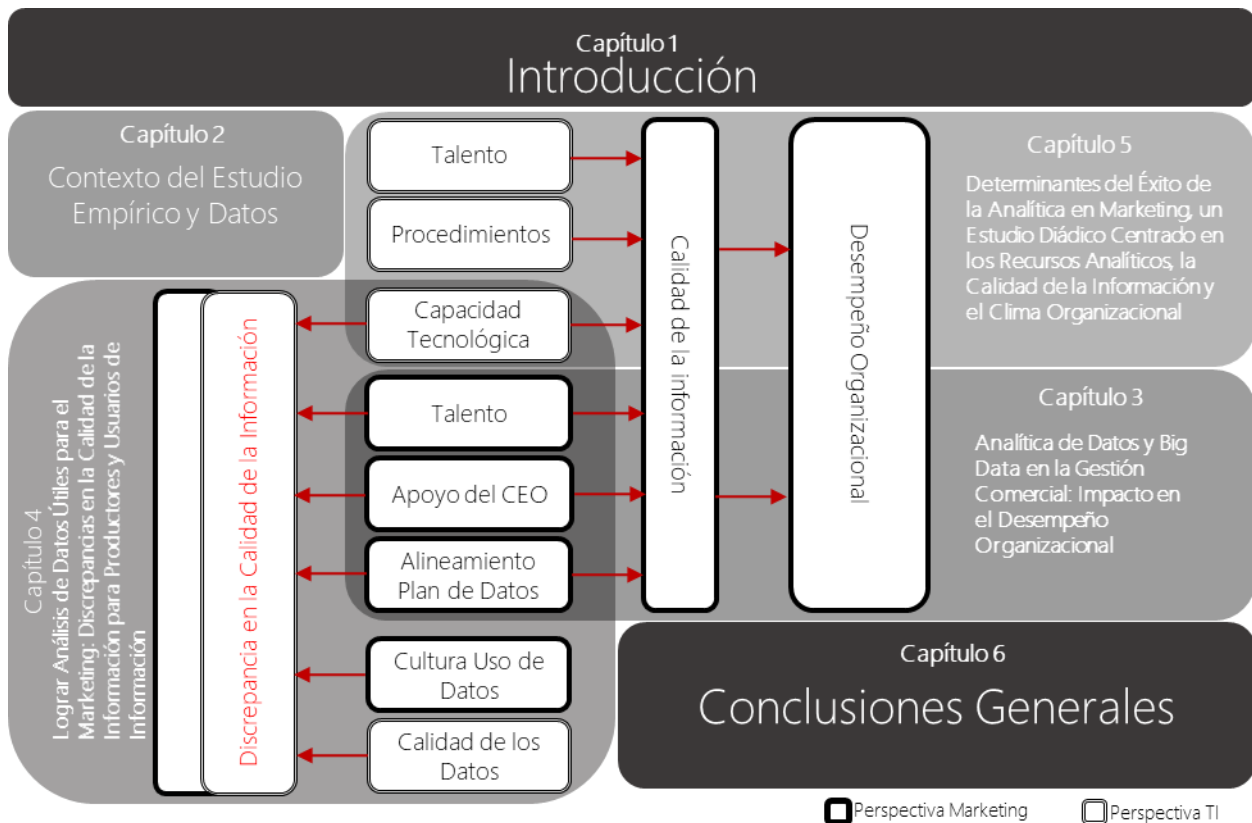 Capítulo 1
Introducción
Capítulo 2
Contexto del Estudio
Empírico y Datos
Talento
Procedimientos
Capacidad
Tecnológica
Talento
Apoyo del CEO
Alineamiento
Plan de Datos
Cultura Uso de
Datos
Calidad de los
Datos
Calidad de la información
Desempeño Organizacional
Capítulo 5
Determinantes del Éxito de
la Analítica en Marketing, un
Estudio Diádico Centrado en
los Recursos Analíticos, la
Calidad de la Información y
el Clima Organizacional
Capítulo 3
Analítica de Datos y Big
Data en la Gestión
Comercial: Impacto en
el Desempeño
Organizacional
Capítulo 4
Lograr Análisis de Datos Útiles para el
Marketing: Discrepancias en la Calidad de la
Información para Productores y Usuarios de
Información
Discrepancia en la Calidad de la Información
Capítulo 6
Conclusiones Generales
Perspectiva Marketing
Perspectiva TI